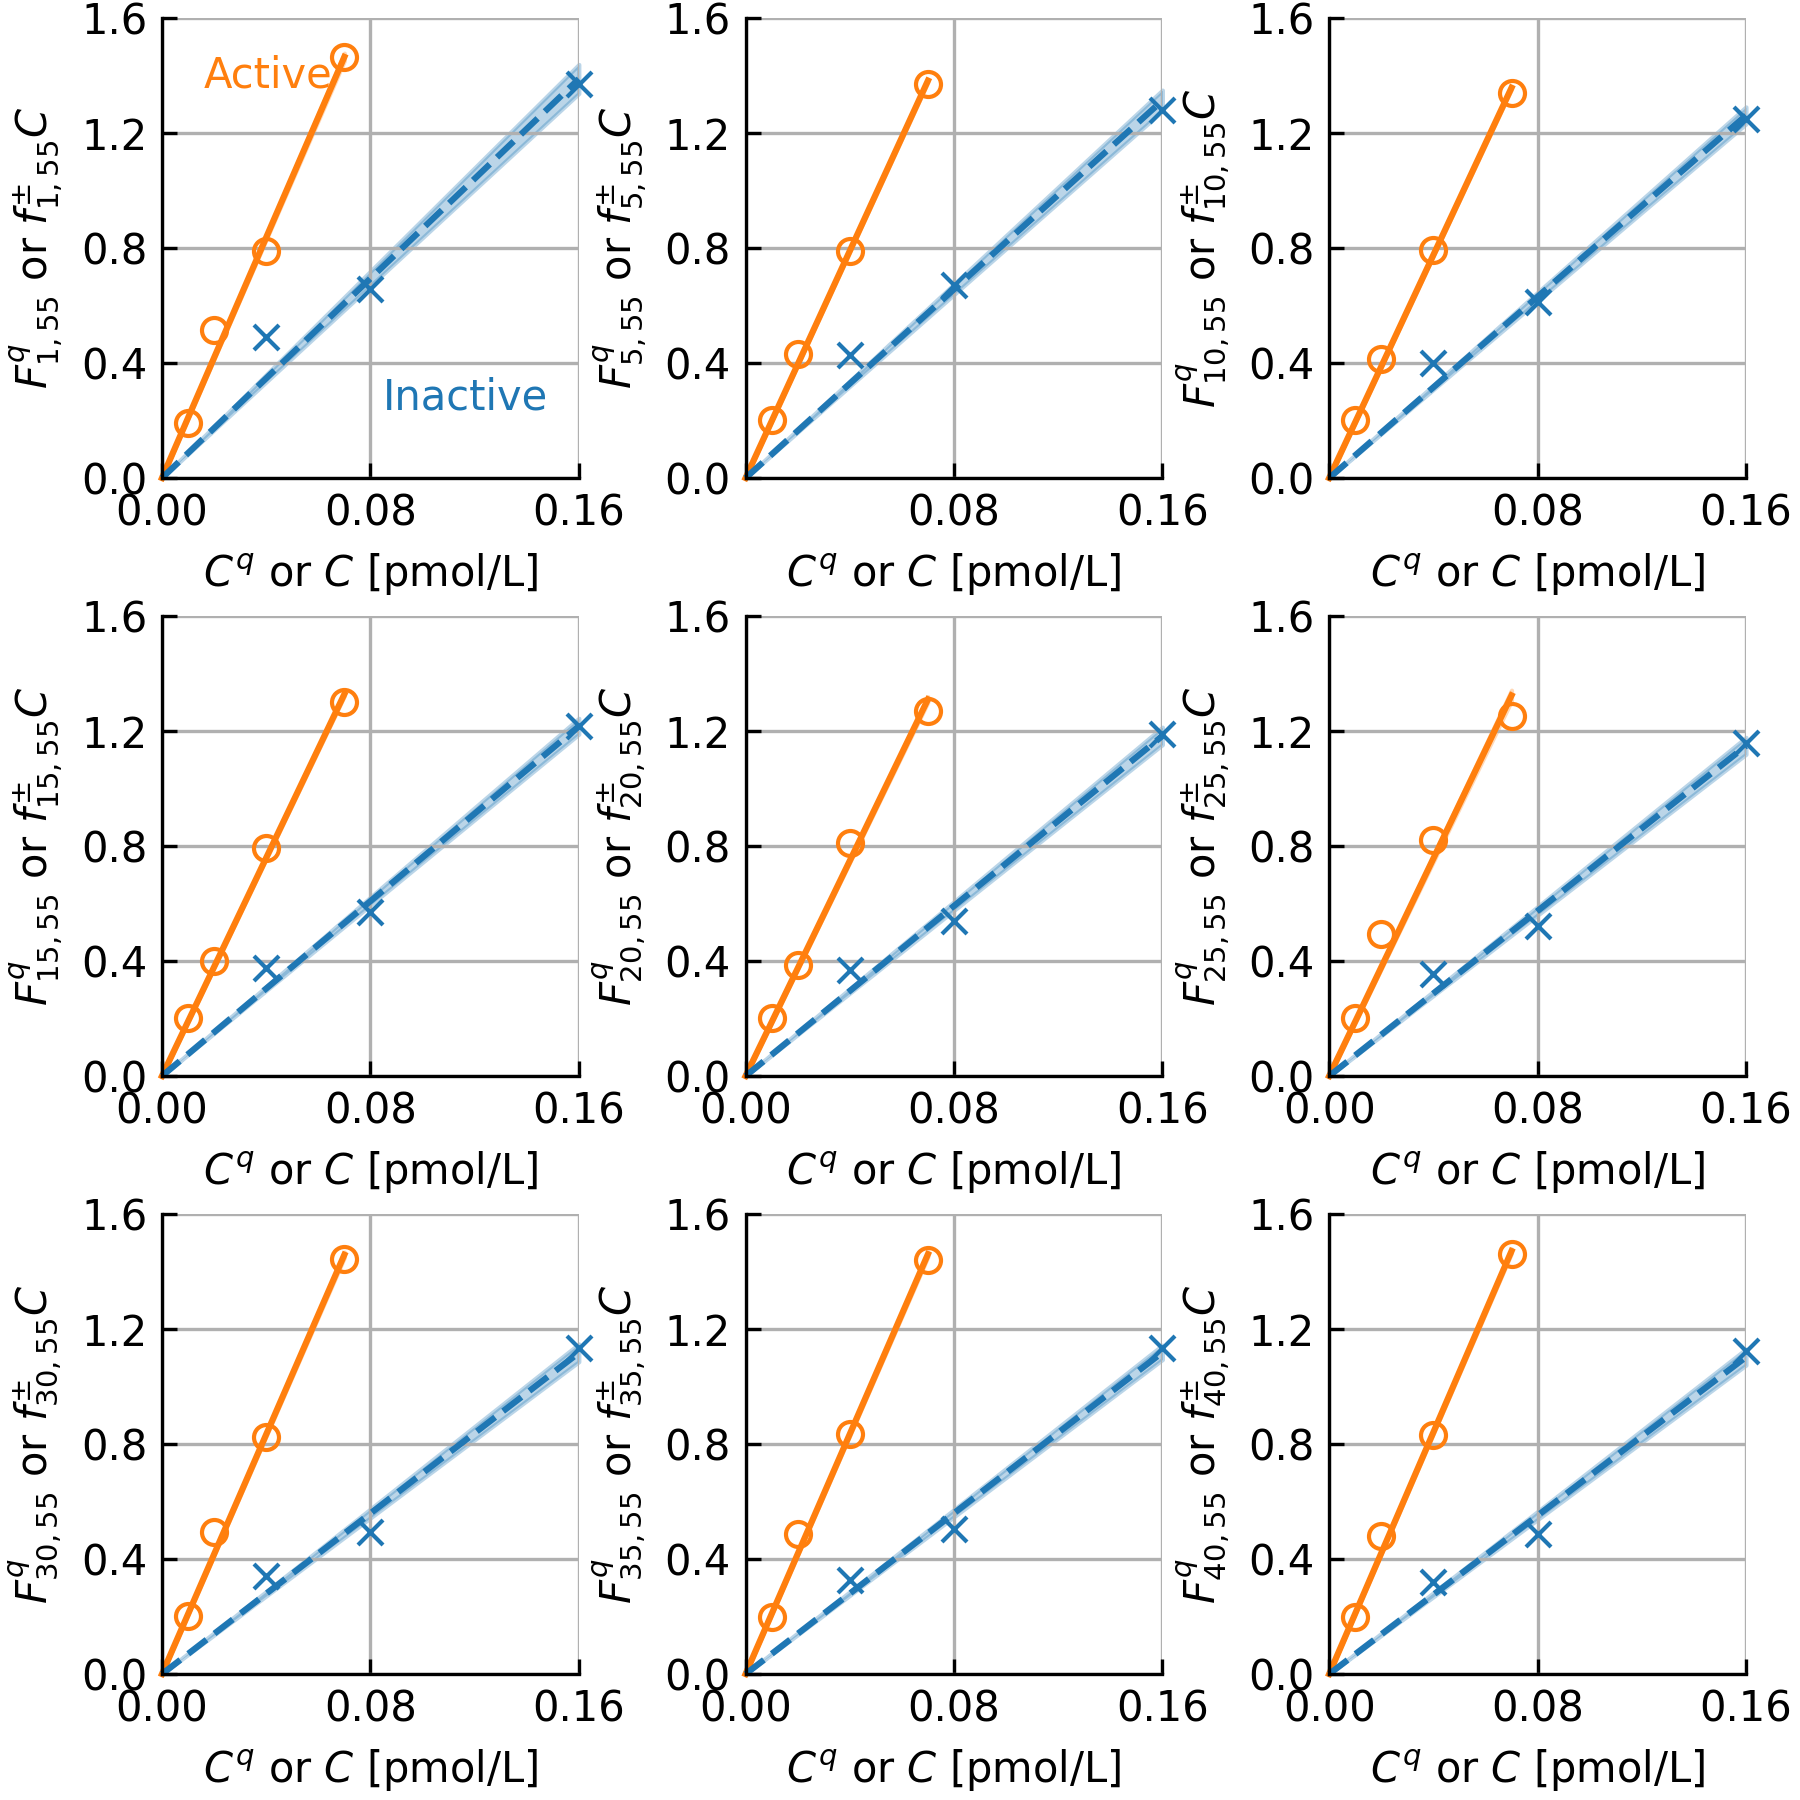 1.6 1.6 1.6
Active
1.2 1.2 1.2
0.8 0.8 0.8
0.4 0.4 0.4
Inactive
0.0 0.0 0.0
F^q_{1,55} or f^±_{1,55}C F^q_{5,55} or f^±_{5,55}C F^q_{10,55} or f^±_{10,55}C
0.00 0.08 0.16 0.08 0.16 0.08 0.16
C^q or C [pmol/L] C^q or C [pmol/L] C^q or C [pmol/L]
1.6 1.6 1.6
1.2 1.2 1.2
0.8 0.8 0.8
0.4 0.4 0.4
0.0 0.0 0.0
F^q_{15,55} or f^±_{15,55}C F^q_{20,55} or f^±_{20,55}C F^q_{25,55} or f^±_{25,55}C
0.00 0.08 0.16 0.00 0.08 0.16 0.00 0.08 0.16
C^q or C [pmol/L] C^q or C [pmol/L] C^q or C [pmol/L]
1.6 1.6 1.6
1.2 1.2 1.2
0.8 0.8 0.8
0.4 0.4 0.4
0.0 0.0 0.0
F^q_{30,55} or f^±_{30,55}C F^q_{35,55} or f^±_{35,55}C F^q_{40,55} or f^±_{40,55}C
0.00 0.08 0.16 0.00 0.08 0.16 0.00 0.08 0.16
C^q or C [pmol/L] C^q or C [pmol/L] C^q or C [pmol/L]